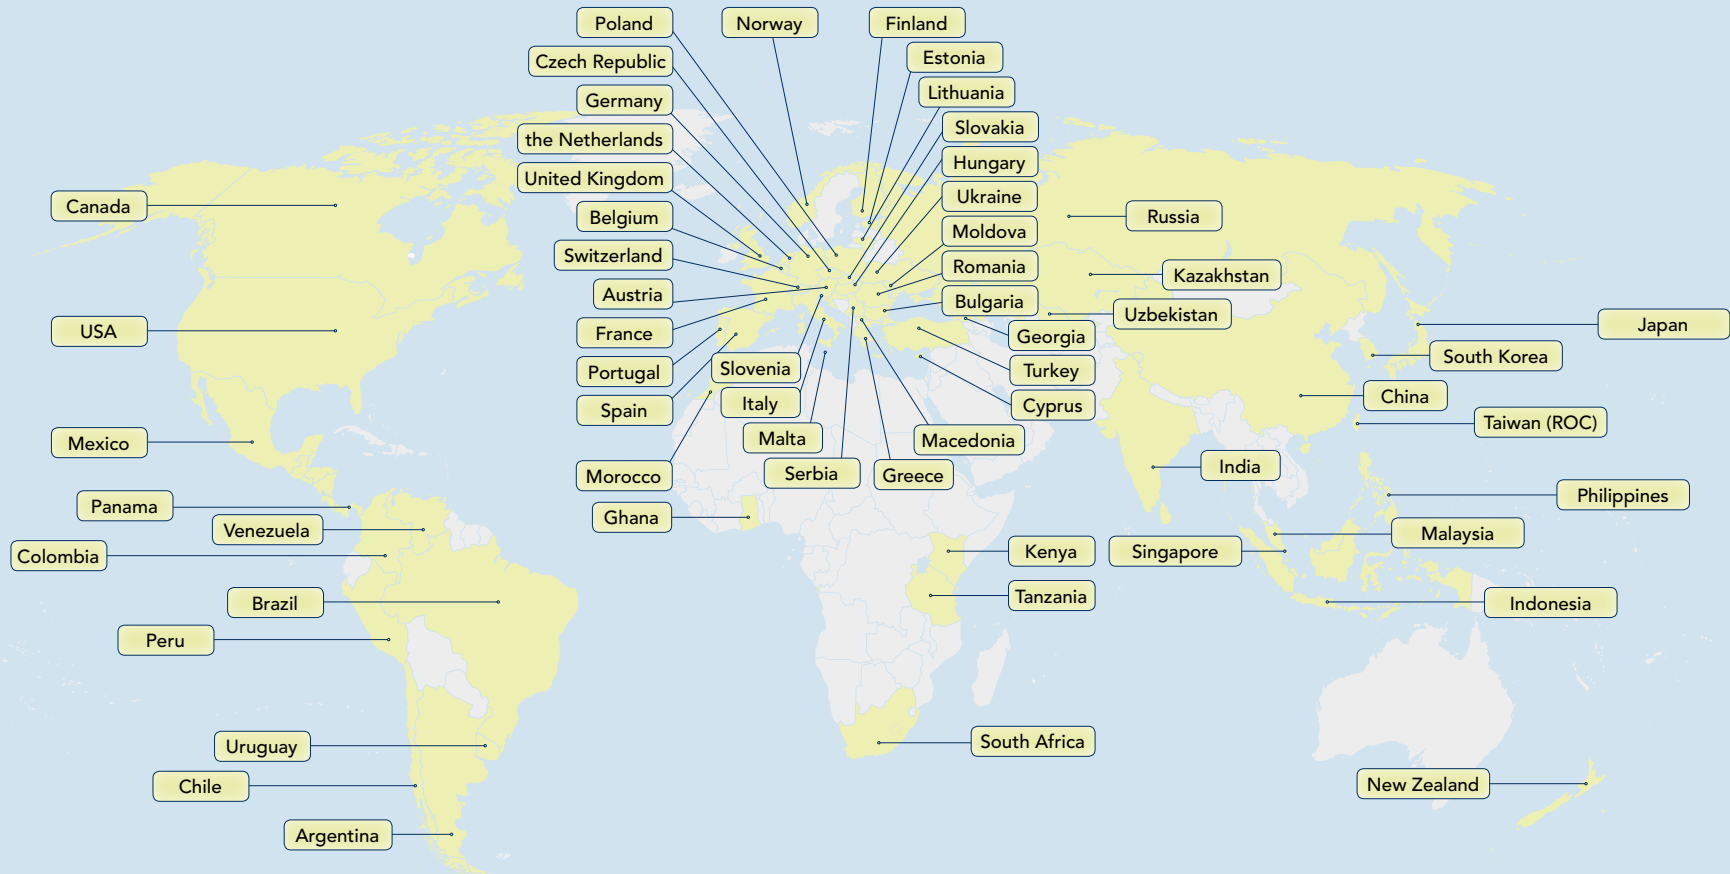 Poland
Norway
Finland
Czech Republic
Estonia
Germany
Lithuania
the Netherlands
Slovakia
United Kingdom
Hungary
Canada
Belgium
Ukraine
Russia
Switzerland
Moldova
Austria
Romania
Kazakhstan
France
Bulgaria
Uzbekistan
USA
Georgia
Japan
Portugal
Slovenia
Turkey
South Korea
Spain
Italy
Cyprus
China
Mexico
Malta
Macedonia
Taiwan (ROC)
Morocco
Serbia
Greece
India
Panama
Philippines
Venezuela
Ghana
Malaysia
Colombia
Kenya
Singapore
Brazil
Tanzania
Indonesia
Peru
Uruguay
South Africa
Chile
New Zealand
Argentina